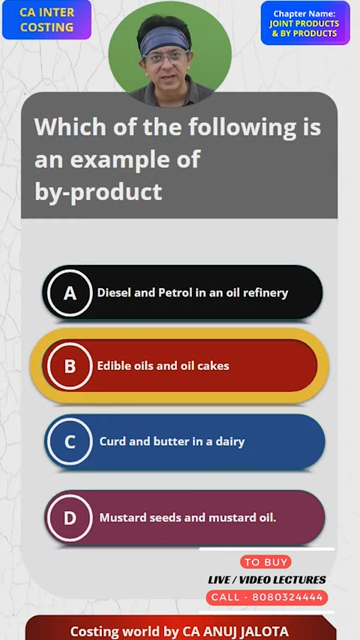 CA INTER
COSTING
Chapter Name:
JOINT PRODUCTS
& BY PRODUCTS
Which of the following is
an example of
by-product
A Diesel and Petrol in an oil refinery
B Edible oils and oil cakes
C Curd and butter in a dairy
D Mustard seeds and mustard oil.
TO BUY
LIVE / VIDEO LECTURES
CALL - 8080324444
Costing world by CA ANUJ JALOTA